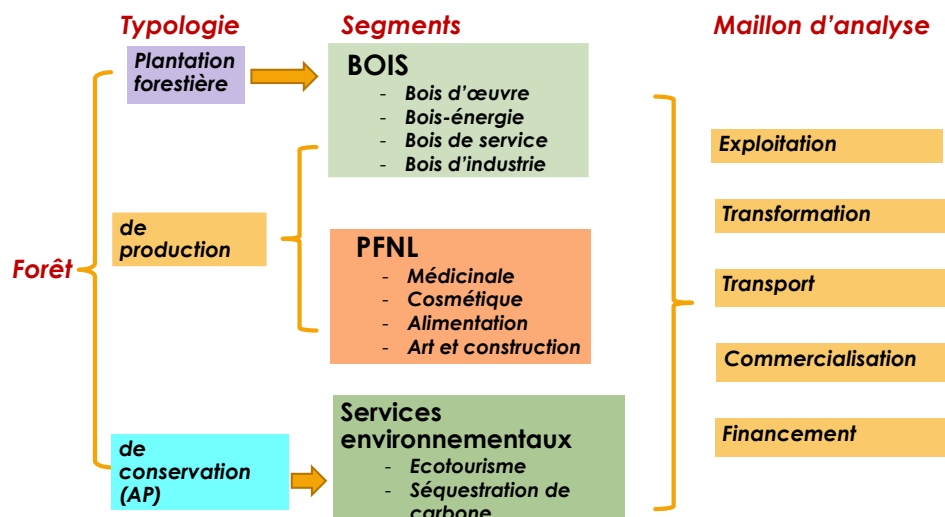 Typologie
Segments
Maillon d'analyse
Plantation
forestière
BOIS
- Bois d'œuvre
- Bois-énergie
- Bois de service
- Bois d'industrie
Exploitation
Transformation
de
production
PFNL
- Médicinale
- Cosmétique
- Alimentation
- Art et construction
Forêt
Transport
Commercialisation
Services
environnementaux
- Ecotourisme
- Séquestration de
carbone
Financement
de
conservation
(AP)